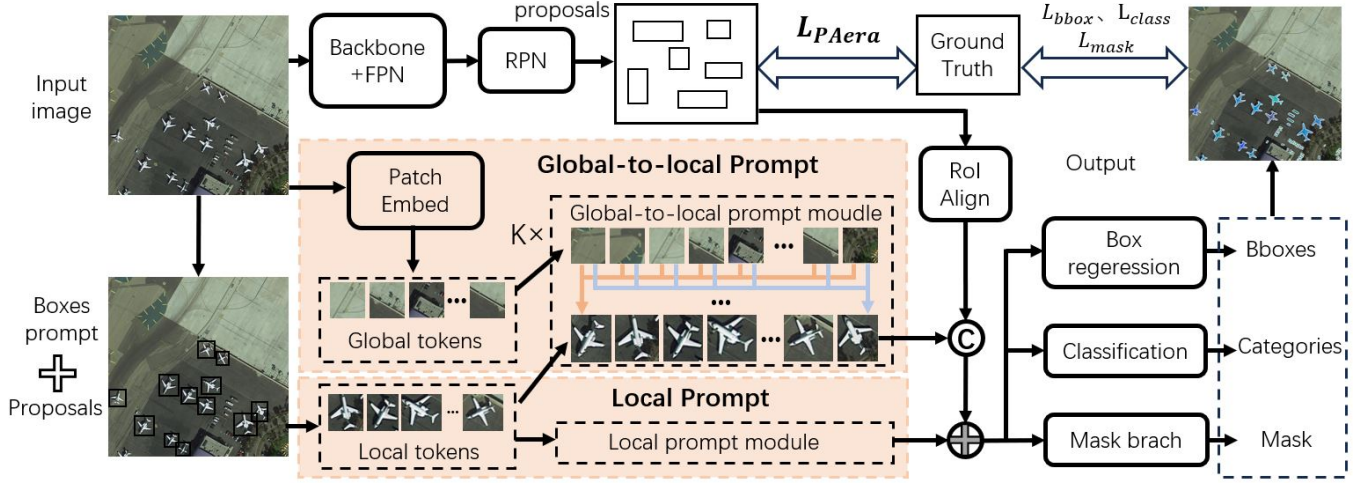 Input
image
Backbone
+FPN
RPN
proposals
L_PAera
Ground
Truth
L_bbox、L_class
L_mask
Global-to-local Prompt
Patch
Embed
K×
Global-to-local prompt moudle
...
...
...
Global tokens
...
RoI
Align
Output
Box
regeression
Bboxes
C
Classification
Categories
Boxes
prompt
Proposals
Local Prompt
...
Local tokens
Local prompt module
Mask brach
Mask